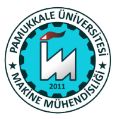 PAMUKKALE ÜNİVERSİTESİ
2011
MAKİNE MÜHENDİSLİĞİ